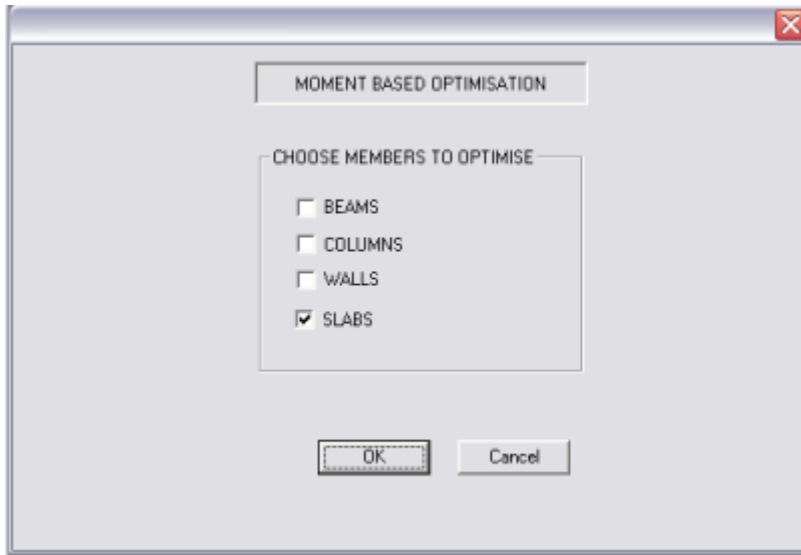 MOMENT BASED OPTIMISATION
CHOOSE MEMBERS TO OPTIMISE
BEAMS
COLUMNS
WALLS
SLABS
OK Cancel